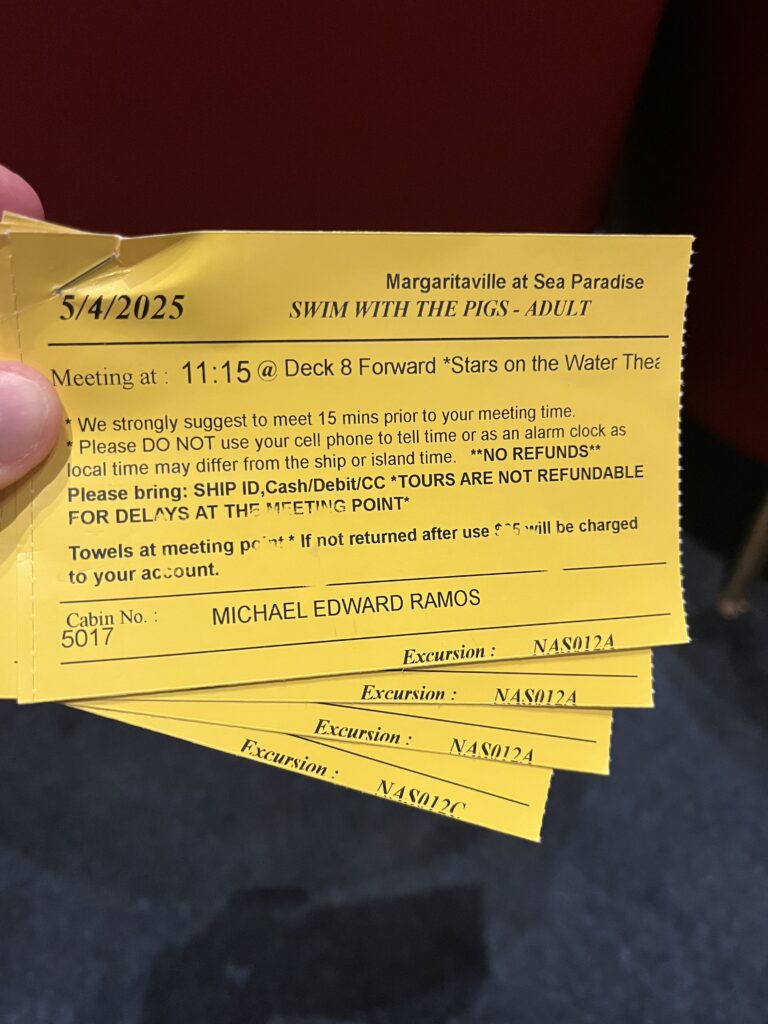 Margaritaville at Sea Paradise
5/4/2025 SWIM WITH THE PIGS - ADULT
Meeting at : 11:15 @ Deck 8 Forward *Stars on the Water Thea
* We strongly suggest to meet 15 mins prior to your meeting time.
* Please DO NOT use your cell phone to tell time or as an alarm clock as
local time may differ from the ship or island time. **NO REFUNDS**
Please bring: SHIP ID,Cash/Debit/CC *TOURS ARE NOT REFUNDABLE
FOR DELAYS AT THE MEETING POINT*
Towels at meeting point * If not returned after use will be charged
to your account.
Cabin No. : MICHAEL EDWARD RAMOS
5017
Excursion : NAS012A
Excursion : NAS012A
Excursion : NAS012A
Excursion : NAS012C